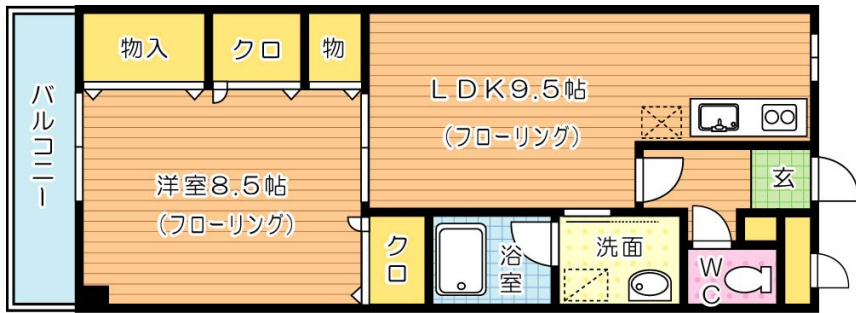 バルコニー
物入
クロ
物
LDK9.5帖
(フローリング)
洋室8.5帖
(フローリング)
玄
クロ
浴室
洗面
WC